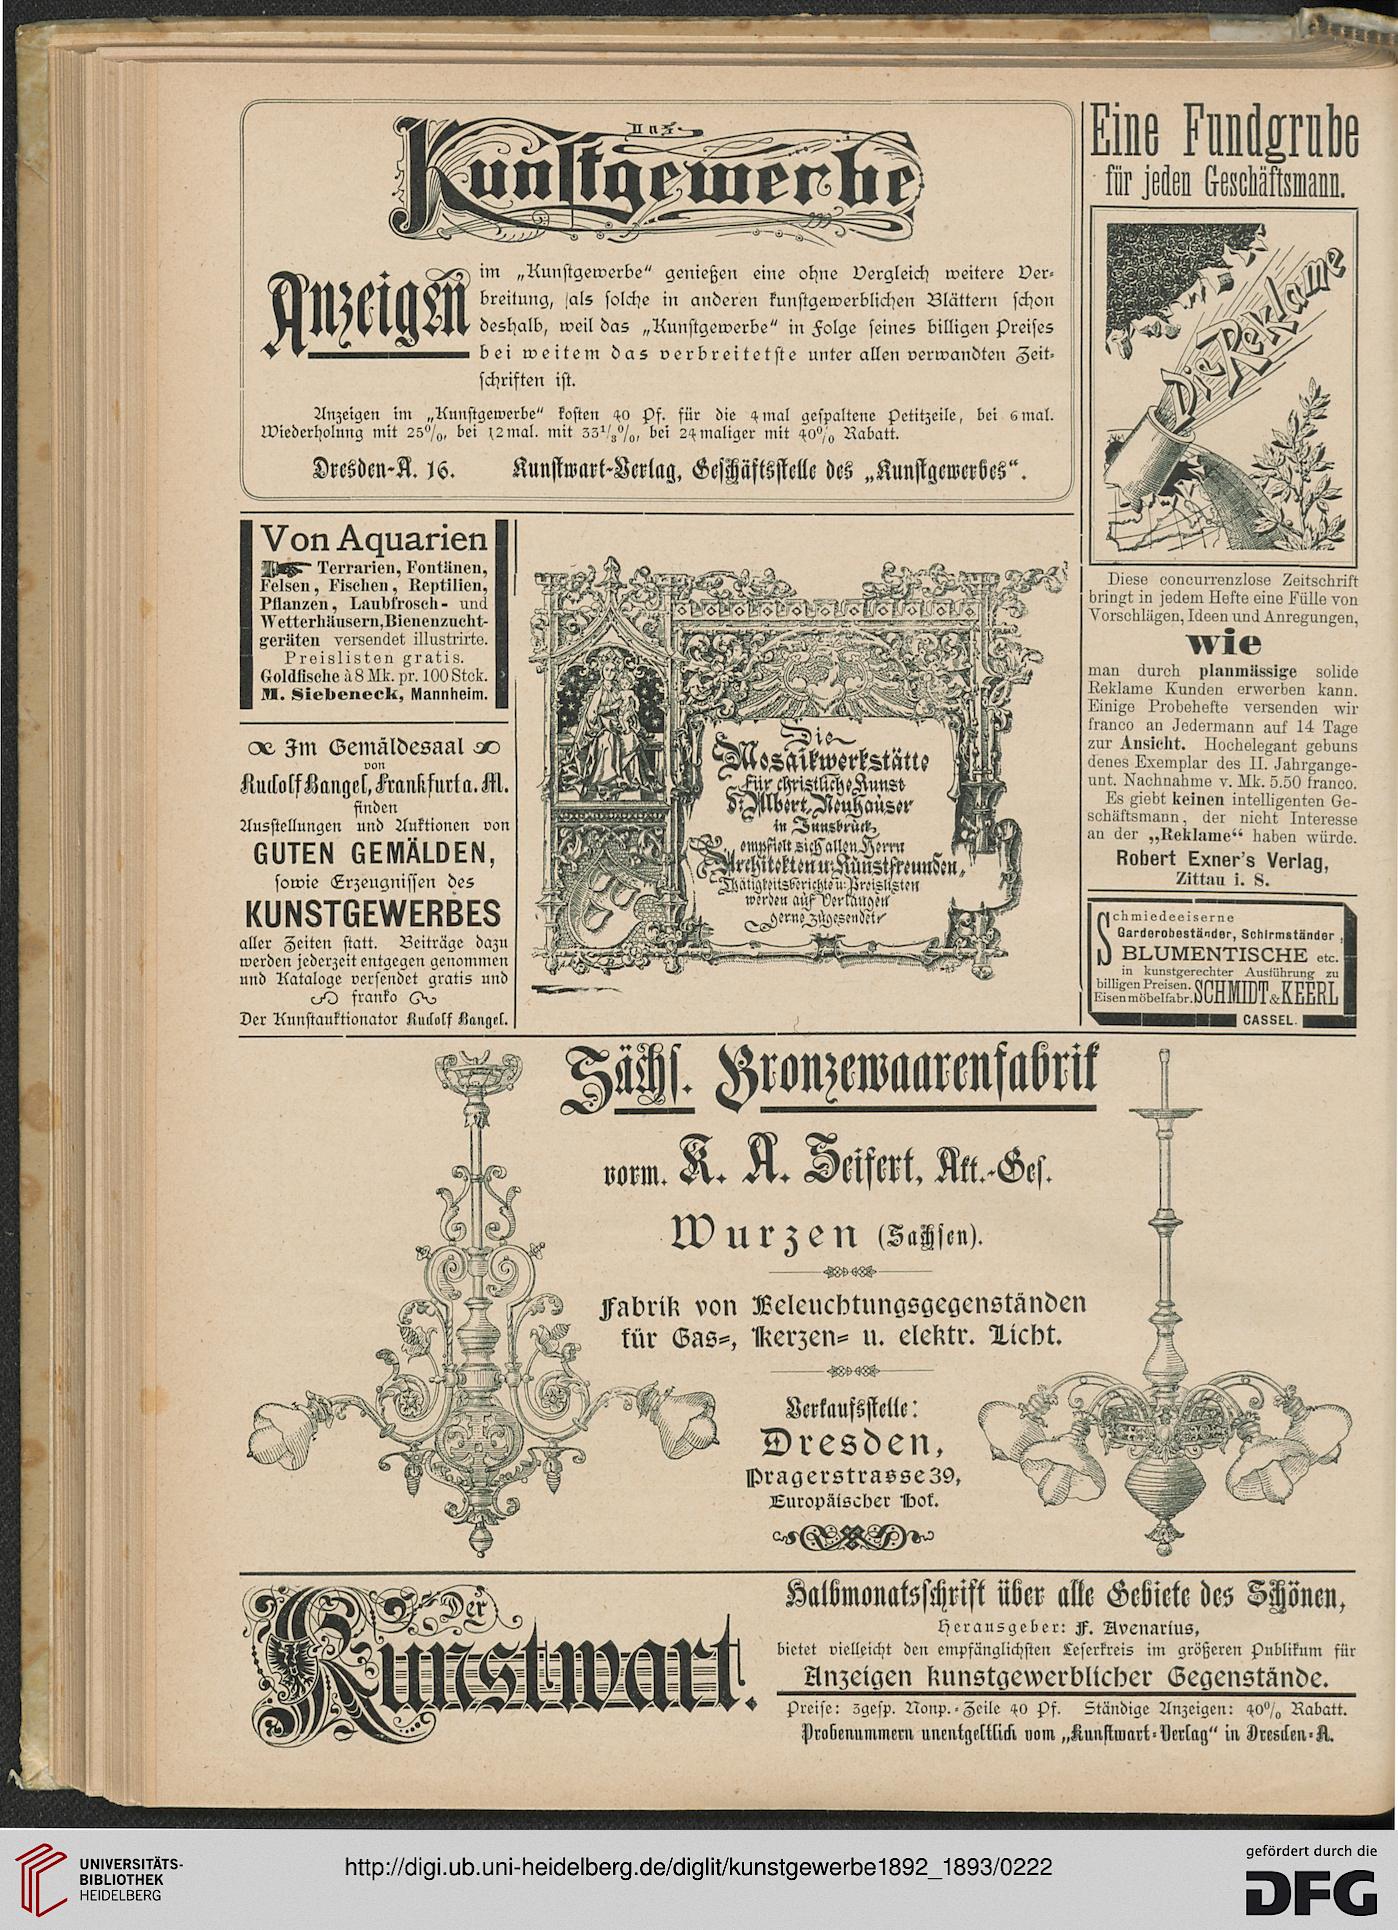 Das
Kunstgewerbe
Anzeigen
im „Kunstgewerbe“ genießen eine ohne Vergleich weitere Ver-
breitung, als solche in anderen kunstgewerblichen Blättern schon
deshalb, weil das „Kunstgewerbe“ in Folge seines billigen Preises
bei weitem das verbreitetste unter allen verwandten Zeit-
schriften ist.
Anzeigen im „Kunstgewerbe“ kosten 40 Pf. für die 4mal gespaltene Petitzeile, bei 6mal.
Wiederholung mit 25%, bei 12mal. mit 33⅓%, bei 24maliger mit 40% Rabatt.
Dresden-A. 16. Kunstwart-Verlag, Geschäftsstelle des „Kunstgewerbes“.
Von Aquarien
Terrarien, Fontänen,
Felsen, Fischen, Reptilien,
Pflanzen, Laubfrosch- und
Wetterhäusern, Bienenzucht-
geräten versendet illustrirte.
Preislisten gratis.
Goldfische à 8 Mk. pr. 100 Stck.
M. Siebeneck, Mannheim.
Im Gemäldesaal
von
Rudolf Bangel, Frankfurt a. M.
finden
Ausstellungen und Auktionen von
GUTEN GEMÄLDEN,
sowie Erzeugnissen des
KUNSTGEWERBES
aller Zeiten statt. Beiträge dazu
werden jederzeit entgegen genommen
und Kataloge versendet gratis und
franko
Der Kunstauktionator Rudolf Bangel.
Die
Mosaikwerkstätte
für christliche Kunst
Dr. Albert Neuhauser
in Innsbruck,
empfielt sich allen Herrn
Architekten u. Kunstfreunden,
Thätigkeitsberichte u. Preislisten
werden auf Verlangen
gerne zugesendet
Eine Fundgrube
für jeden Geschäftsmann.
Die Reklame
Diese concurrenzlose Zeitschrift
bringt in jedem Hefte eine Fülle von
Vorschlägen, Ideen und Anregungen,
wie
man durch planmässige solide
Reklame Kunden erwerben kann.
Einige Probehefte versenden wir
franco an Jedermann auf 14 Tage
zur Ansicht. Hochelegant gebuns
denes Exemplar des II. Jahrgange-
unt. Nachnahme v. Mk. 5.50 franco.
Es giebt keinen intelligenten Ge-
schäftsmann, der nicht Interesse
an der „Reklame“ haben würde.
Robert Exner's Verlag,
Zittau i. S.
Schmiedeeiserne
Garderobeständer, Schirmständer,
BLUMENTISCHE etc.
in kunstgerechter Ausführung zu
billigen Preisen.
Eisenmöbelfabr. SCHMIDT & KEERL
CASSEL.
Sächs. Bronzewaarenfabrik
vorm. K. A. Seifert, Akt.-Ges.
Wurzen (Sachsen).
Fabrik von Beleuchtungsgegenständen
für Gas-, Kerzen- u. elektr. Licht.
Verkaufsstelle:
Dresden,
Pragerstrasse 39,
Europäischer Hof.
Der
Kunstwart.
Halbmonatsschrift über alle Gebiete des Schönen,
Herausgeber: F. Avenarius,
bietet vielleicht den empfänglichsten Leserkreis im größeren Publikum für
Anzeigen kunstgewerblicher Gegenstände.
Preise: 3gesp. Nonp.-Zeile 40 Pf. Ständige Anzeigen: 40% Rabatt.
Probenummern unentgeltlich vom „Kunstwart-Verlag“ in Dresden-A.
UNIVERSITÄTS-
BIBLIOTHEK
HEIDELBERG
http://digi.ub.uni-heidelberg.de/diglit/kunstgewerbe1892_1893/0222
gefördert durch die
DFG